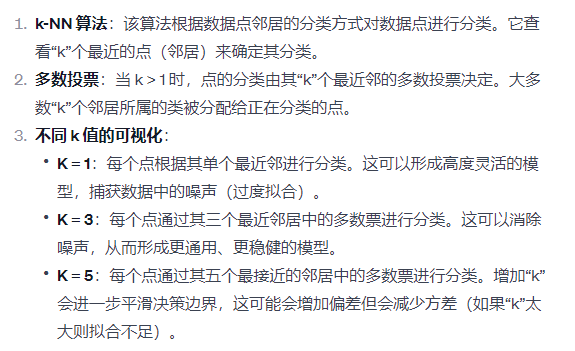 1. k-NN 算法：该算法根据数据点邻居的分类方式对数据点进行分类。它查
看“k”个最近的点（邻居）来确定其分类。
2. 多数投票：当 k > 1 时，点的分类由其“k”个最近邻的多数投票决定。大多
数“k”个邻居所属的类被分配给正在分类的点。
3. 不同 k 值的可视化：
• K = 1：每个点根据其单个最近邻进行分类。这可以形成高度灵活的模
型，捕获数据中的噪声（过度拟合）。
• K = 3：每个点通过其三个最近邻居中的多数票进行分类。这可以消除
噪声，从而形成更通用、更稳健的模型。
• K = 5：每个点通过其五个最接近的邻居中的多数票进行分类。增加“k”
会进一步平滑决策边界，这可能会增加偏差但会减少方差（如果“k”太
大则拟合不足）。